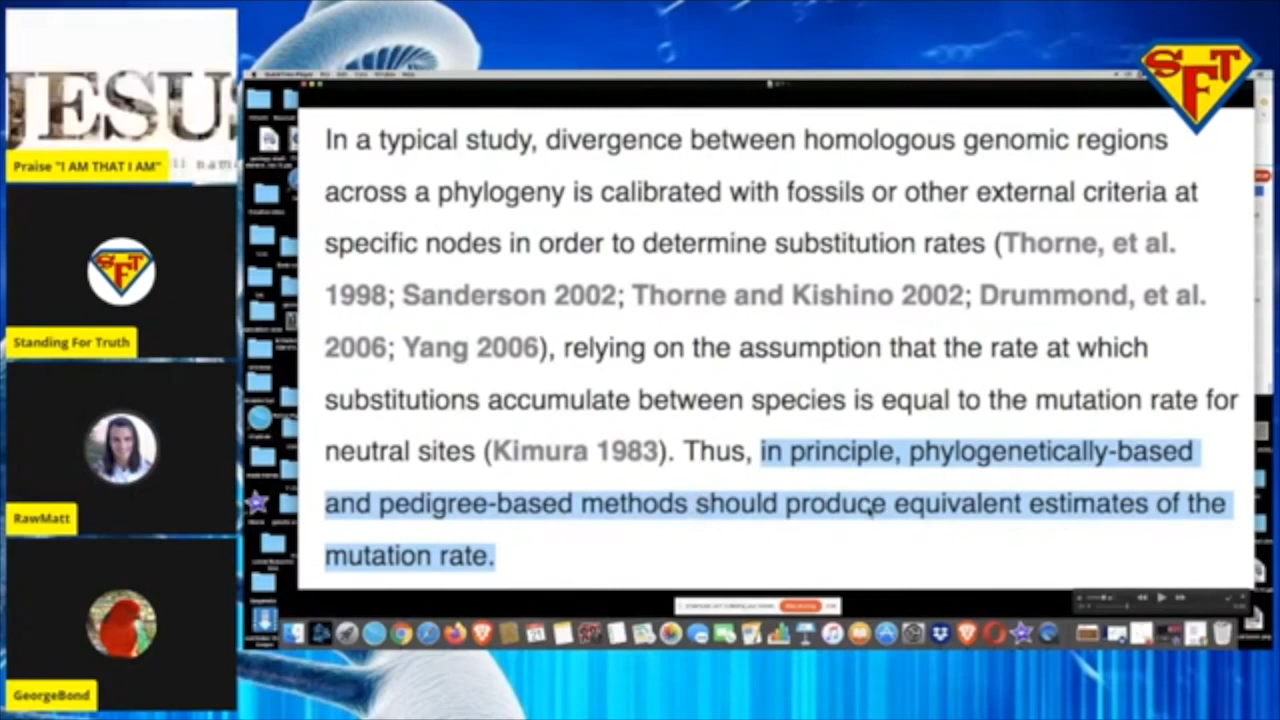 JESUS
Praise "I AM THAT I AM"
SFT
Standing For Truth
RawMatt
GeorgeBond
SFT
In a typical study, divergence between homologous genomic regions
across a phylogeny is calibrated with fossils or other external criteria at
specific nodes in order to determine substitution rates (Thorne, et al.
1998; Sanderson 2002; Thorne and Kishino 2002; Drummond, et al.
2006; Yang 2006), relying on the assumption that the rate at which
substitutions accumulate between species is equal to the mutation rate for
neutral sites (Kimura 1983). Thus, in principle, phylogenetically-based
and pedigree-based methods should produce equivalent estimates of the
mutation rate.